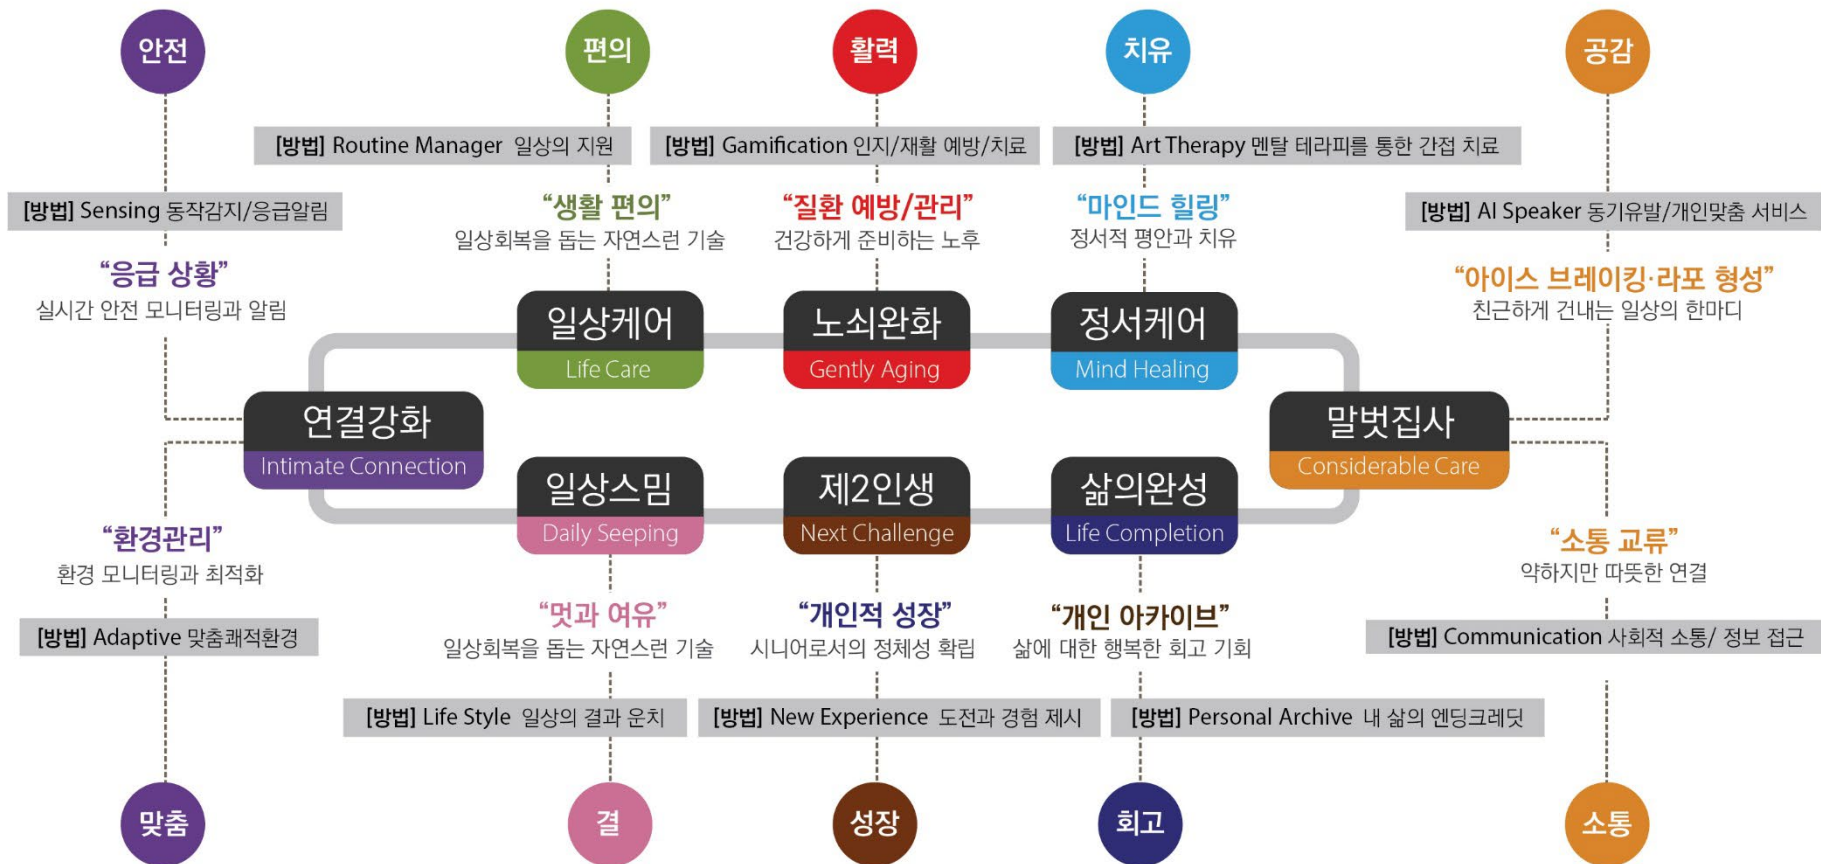 안전
편의
활력
치유
공감
[방법] Routine Manager 일상의 지원
[방법] Gamification 인지/재활 예방/치료
[방법] Art Therapy 멘탈 테라피를 통한 간접 치료
[방법] Sensing 동작감지/응급알림
“생활 편의”
일상회복을 돕는 자연스런 기술
“질환 예방/관리”
건강하게 준비하는 노후
“마인드 힐링”
정서적 평안과 치유
[방법] AI Speaker 동기유발/개인맞춤 서비스
“응급 상황”
실시간 안전 모니터링과 알림
“아이스 브레이킹·라포 형성”
친근하게 건내는 일상의 한마디
일상케어
Life Care
노쇠완화
Gently Aging
정서케어
Mind Healing
연결강화
Intimate Connection
말벗집사
Considerable Care
일상스밈
Daily Seeping
제2인생
Next Challenge
삶의완성
Life Completion
“환경관리”
환경 모니터링과 최적화
“소통 교류”
약하지만 따뜻한 연결
“멋과 여유”
일상회복을 돕는 자연스런 기술
“개인적 성장”
시니어로서의 정체성 확립
“개인 아카이브”
삶에 대한 행복한 회고 기회
[방법] Adaptive 맞춤쾌적환경
[방법] Communication 사회적 소통/ 정보 접근
[방법] Life Style 일상의 결과 운치
[방법] New Experience 도전과 경험 제시
[방법] Personal Archive 내 삶의 엔딩크레딧
맞춤
결
성장
회고
소통